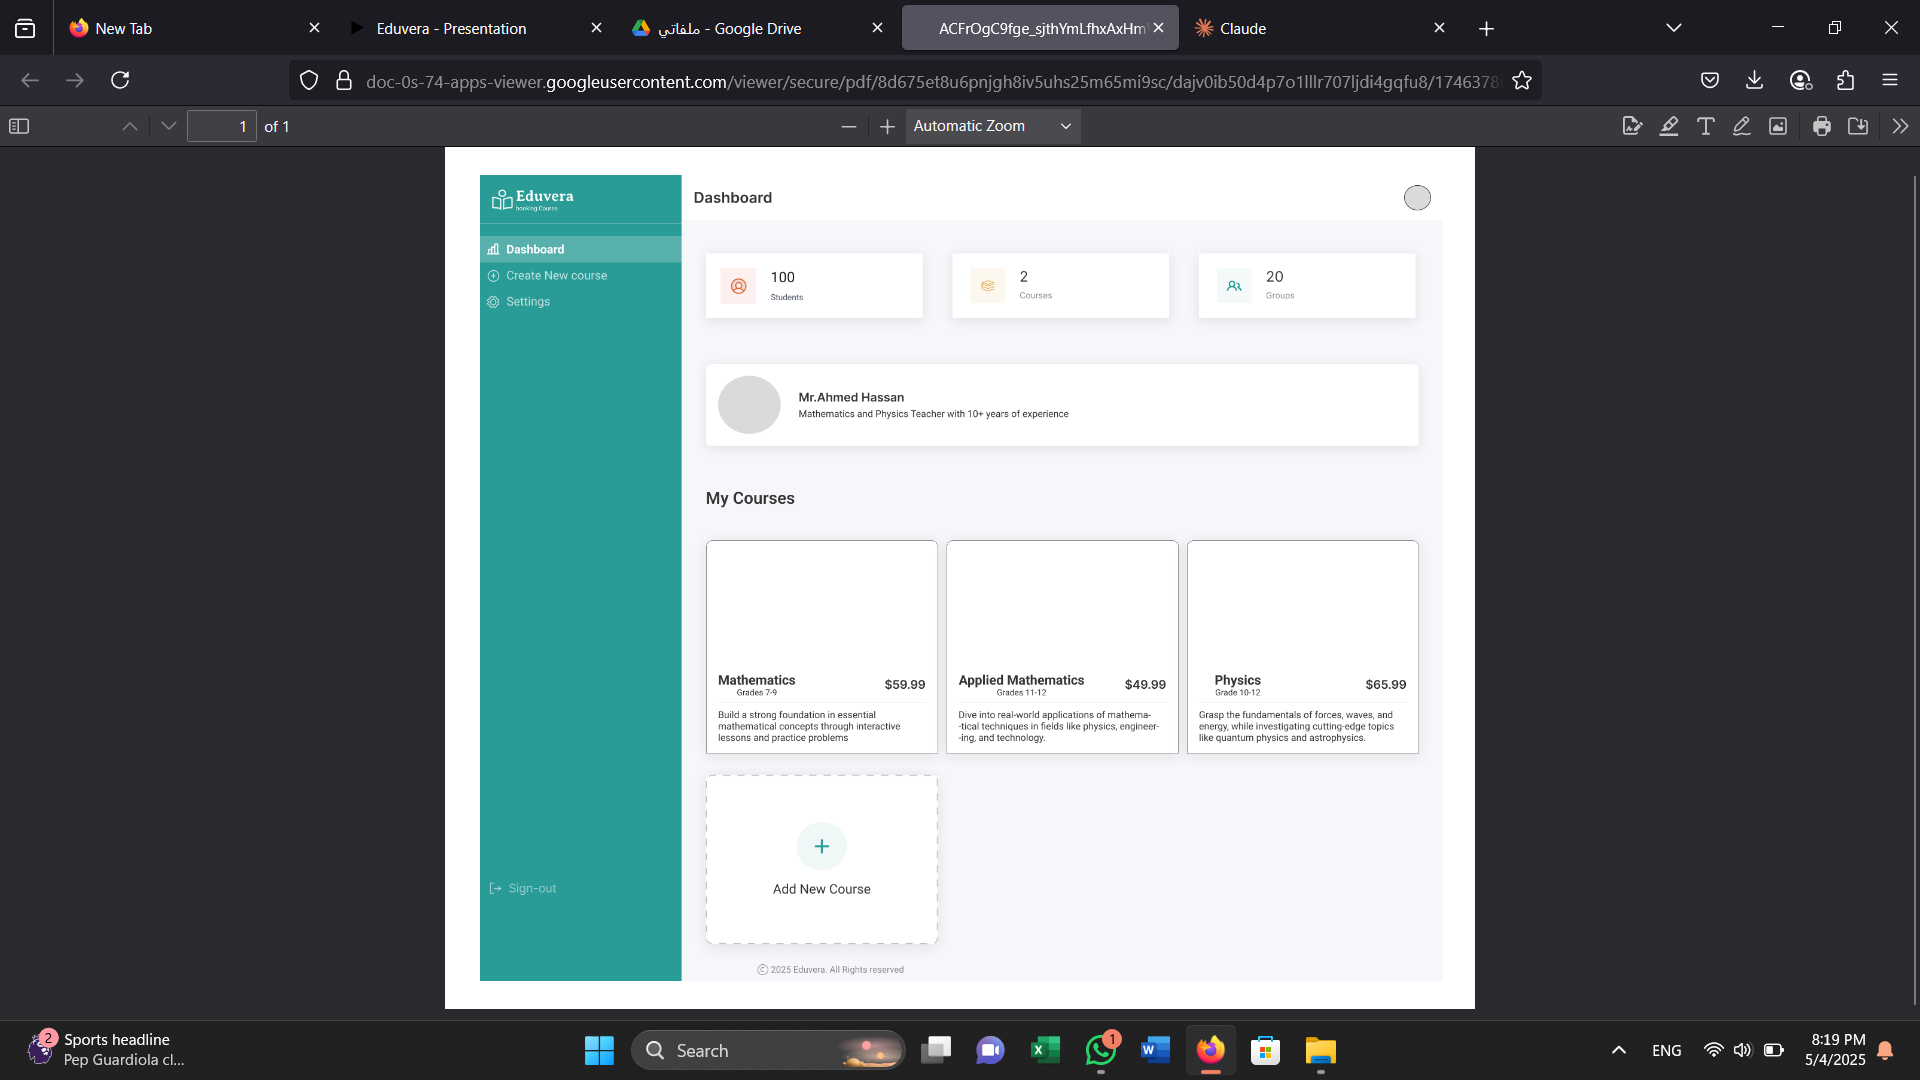 New Tab
Eduvera - Presentation
ملفاتي - Google Drive
ACFrOgC9fge_sjthYmLfhxAxHm
Claude
doc-0s-74-apps-viewer.googleusercontent.com/viewer/secure/pdf/8d675et8u6pnjgh8iv5uhs25m65mi9sc/dajv0ib50d4p7o1lllr707ljdi4gqfu8/1746378
1 of 1
Automatic Zoom
Eduvera
booking Course
Dashboard
Dashboard
Create New course
Settings
Sign-out
100
Students
2
Courses
20
Groups
Mr.Ahmed Hassan
Mathematics and Physics Teacher with 10+ years of experience
My Courses
Mathematics
Grades 7-9
$59.99
Build a strong foundation in essential
mathematical concepts through interactive
lessons and practice problems
Applied Mathematics
Grades 11-12
$49.99
Dive into real-world applications of mathema-
-tical techniques in fields like physics, engineer-
-ing, and technology.
Physics
Grade 10-12
$65.99
Grasp the fundamentals of forces, waves, and
energy, while investigating cutting-edge topics
like quantum physics and astrophysics.
+
Add New Course
© 2025 Eduvera. All Rights reserved
2
Sports headline
Pep Guardiola cl...
Search
1
ENG
8:19 PM
5/4/2025